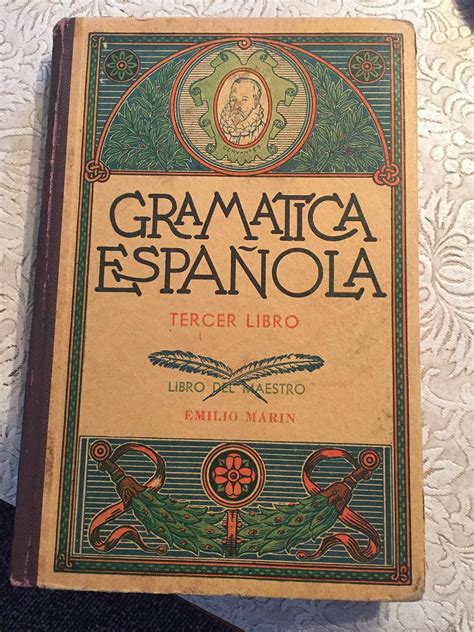 CERVANTES
GRAMATICA
ESPAÑOLA
TERCER LIBRO
LIBRO DEL MAESTRO
EMILIO MARIN